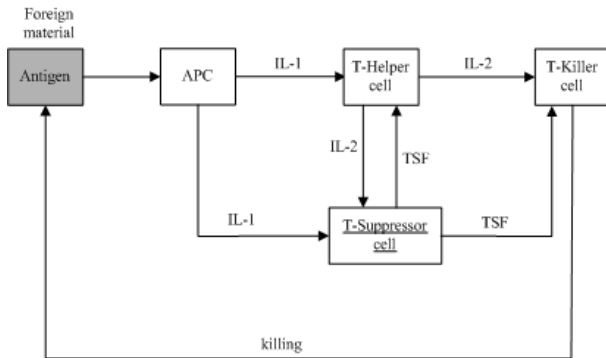 Foreign
material
Antigen
APC
IL-1
T-Helper
cell
IL-2
T-Killer
cell
IL-2
TSF
IL-1
T-Suppressor
cell
TSF
killing